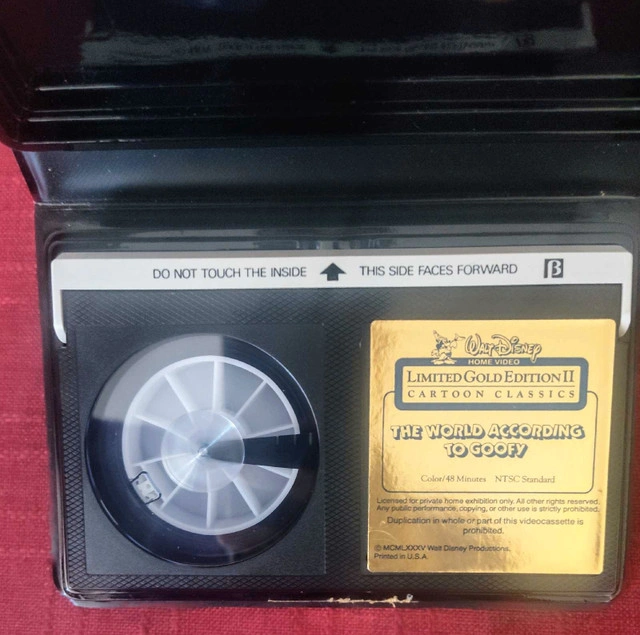 DO NOT TOUCH THE INSIDE THIS SIDE FACES FORWARD β
WALT DISNEY
HOME VIDEO
LIMITED GOLD EDITION II
CARTOON CLASSICS
THE WORLD ACCORDING
TO GOOFY
Color/48 Minutes NTSC Standard
Licensed for private home exhibition only. All other rights reserved.
Any public performance, copying, or other use is strictly prohibited.
Duplication in whole or part of this videocassette is
prohibited.
© MCMLXXXV Walt Disney Productions.
Printed in U.S.A.